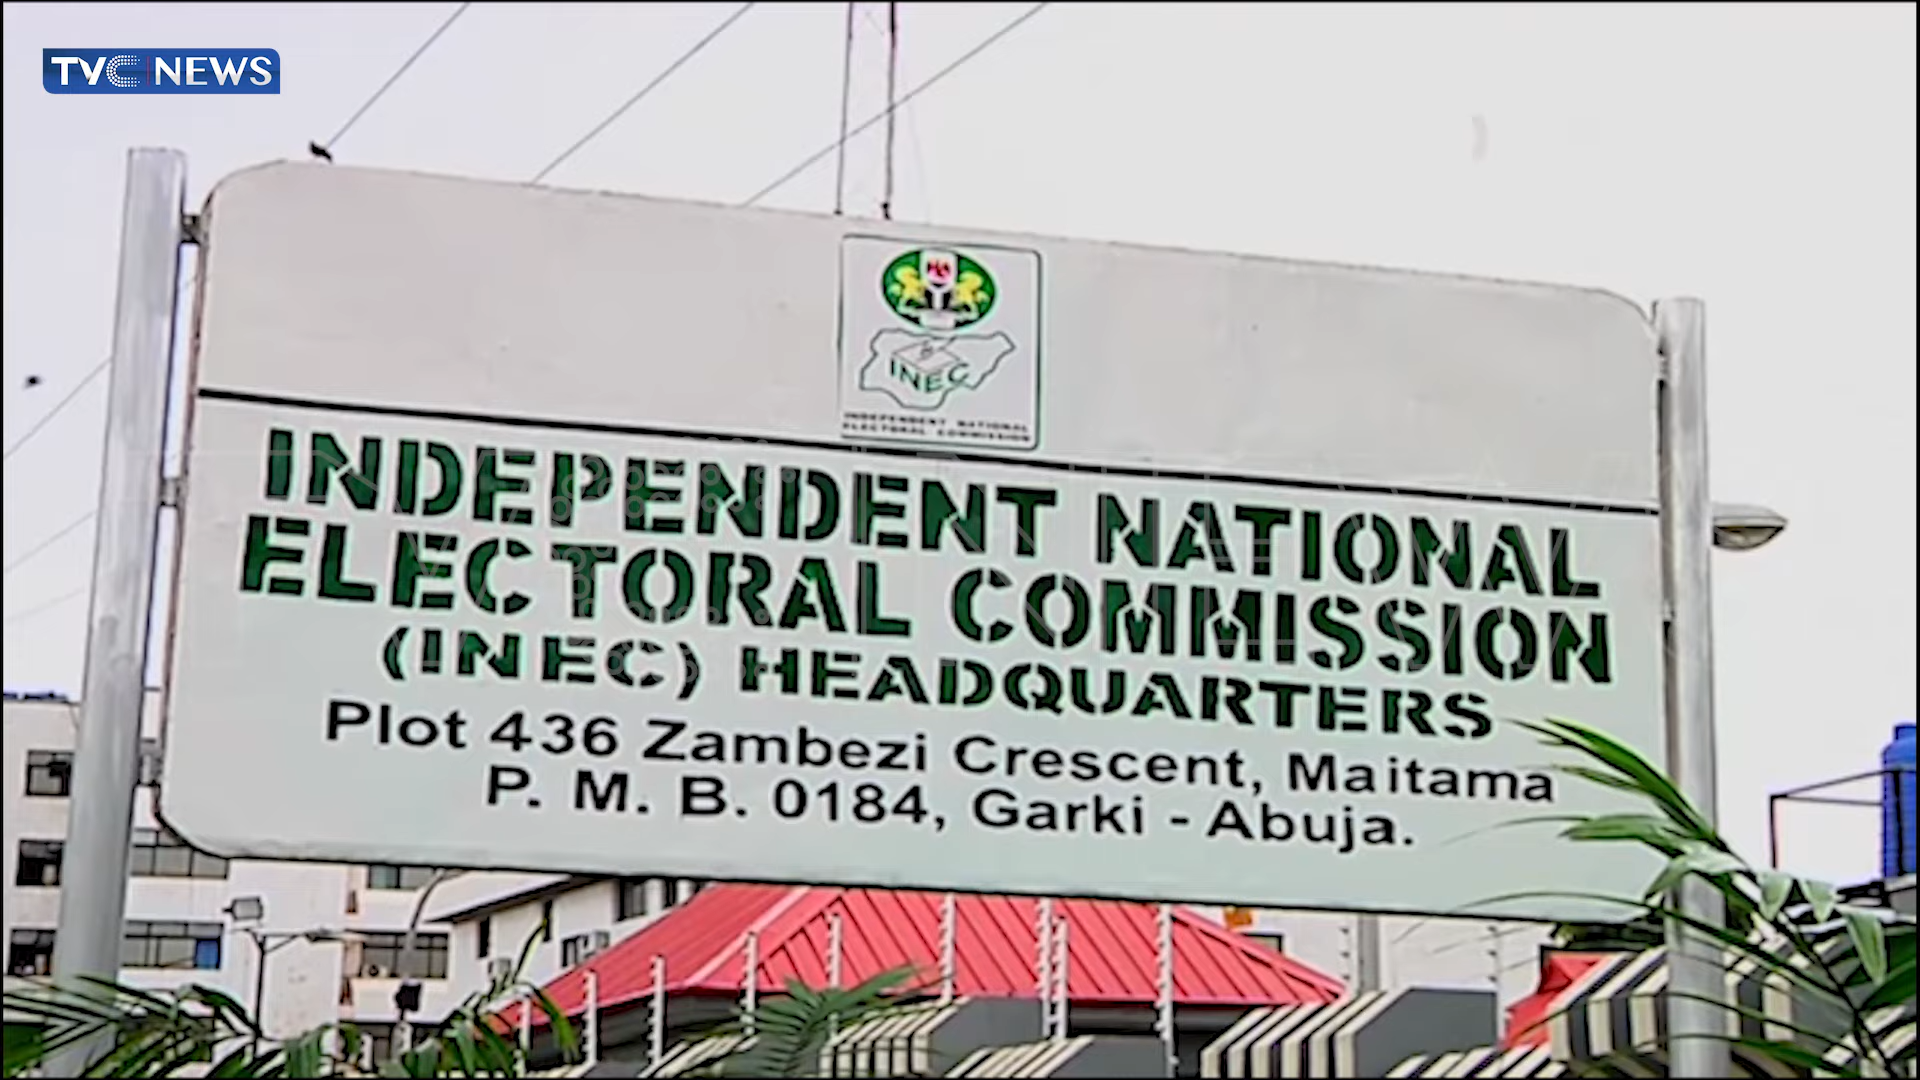 TVC NEWS
INEC
INDEPENDENT NATIONAL
ELECTORAL COMMISSION
INDEPENDENT NATIONAL
ELECTORAL COMMISSION
(INEC) HEADQUARTERS
Plot 436 Zambezi Crescent, Maitama
P. M. B. 0184, Garki - Abuja.